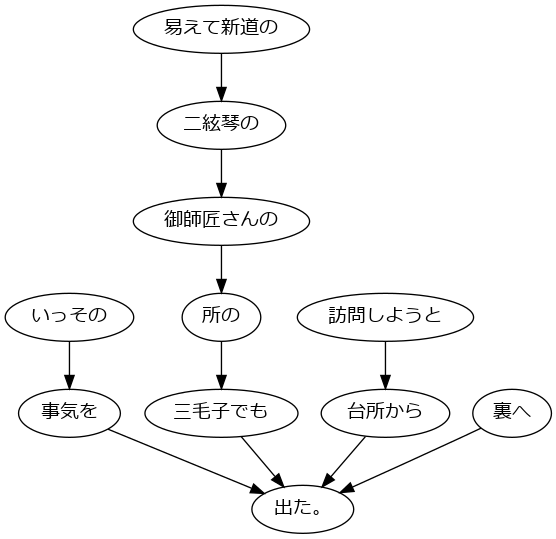 易えて新道の
二絃琴の
御師匠さんの
いっその
所の
訪問しようと
事気を
三毛子でも
台所から
裏へ
出た。